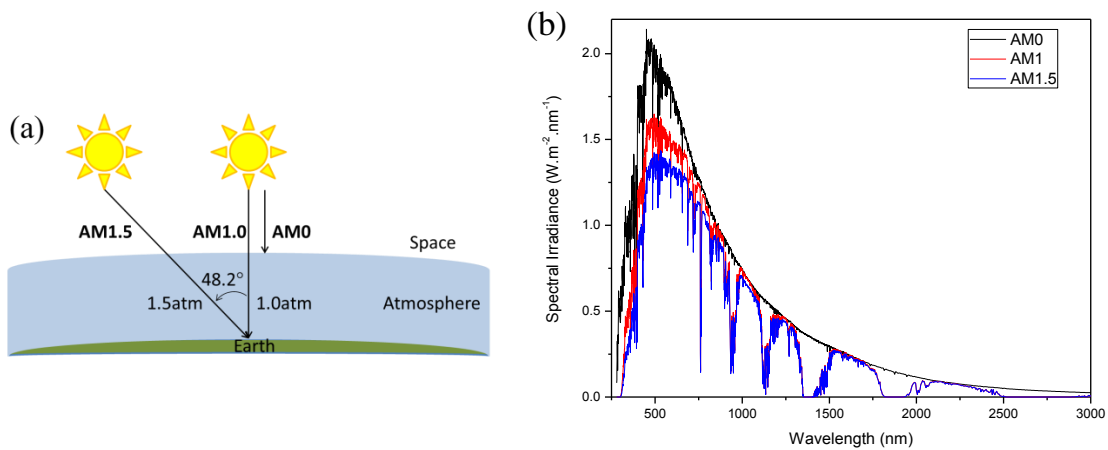 (a)
AM1.5
AM1.0
AM0
Space
48.2°
1.5atm
1.0atm
Atmosphere
Earth
(b)
AM0
AM1
AM1.5
Spectral Irradiance (W.m⁻².nm⁻¹)
2.0
1.5
1.0
0.5
0.0
500
1000
1500
2000
2500
3000
Wavelength (nm)